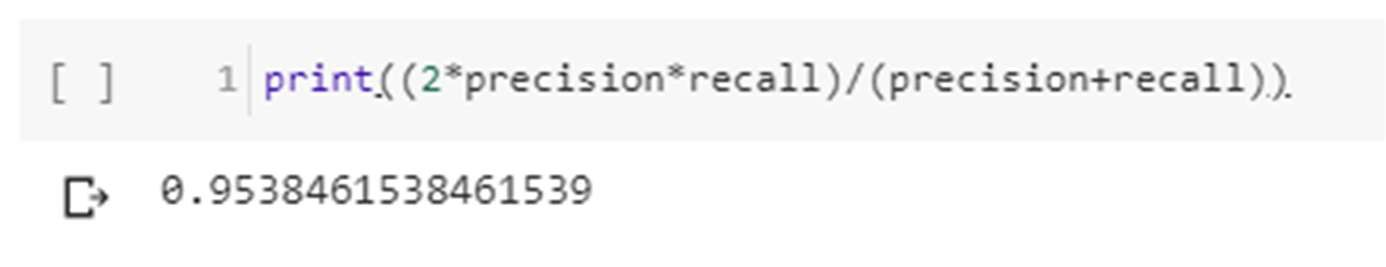 [ ] 1 print((2*precision*recall)/(precision+recall))
0.9538461538461539